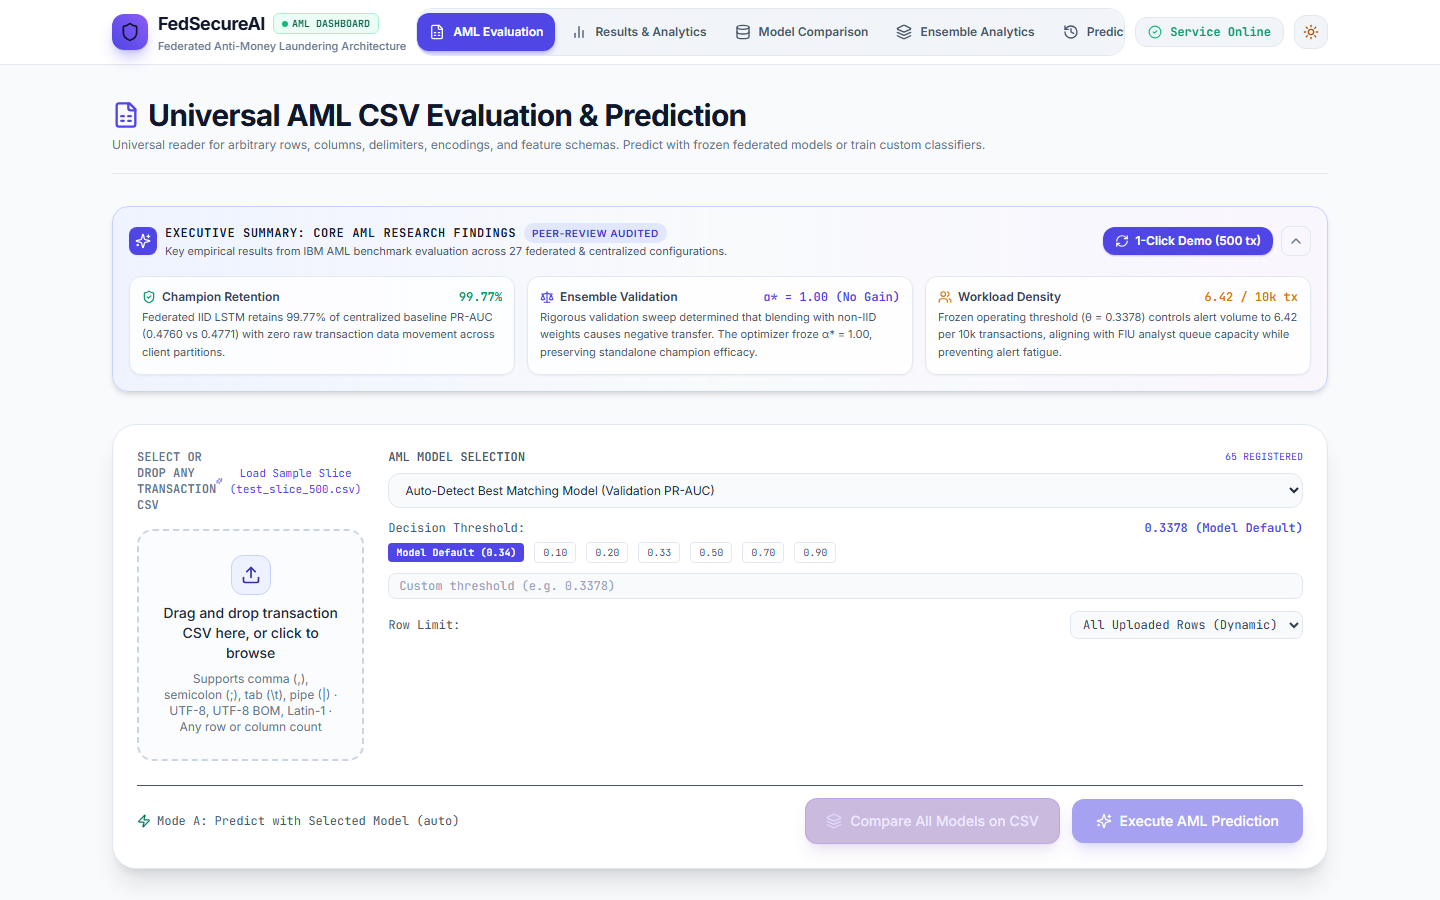 FedSecureAI
AML DASHBOARD
Federated Anti-Money Laundering Architecture
AML Evaluation
Results & Analytics
Model Comparison
Ensemble Analytics
Predic
Service Online
Universal AML CSV Evaluation & Prediction
Universal reader for arbitrary rows, columns, delimiters, encodings, and feature schemas. Predict with frozen federated models or train custom classifiers.
EXECUTIVE SUMMARY: CORE AML RESEARCH FINDINGS
PEER-REVIEW AUDITED
Key empirical results from IBM AML benchmark evaluation across 27 federated & centralized configurations.
1-Click Demo (500 tx)
Champion Retention
99.77%
Federated IID LSTM retains 99.77% of centralized baseline PR-AUC
(0.4760 vs 0.4771) with zero raw transaction data movement across
client partitions.
Ensemble Validation
α* = 1.00 (No Gain)
Rigorous validation sweep determined that blending with non-IID
weights causes negative transfer. The optimizer froze α* = 1.00,
preserving standalone champion efficacy.
Workload Density
6.42 / 10k tx
Frozen operating threshold (θ = 0.3378) controls alert volume to 6.42
per 10k transactions, aligning with FIU analyst queue capacity while
preventing alert fatigue.
SELECT OR
DROP ANY
TRANSACTION
CSV
Load Sample Slice
(test_slice_500.csv)
Drag and drop transaction
CSV here, or click to
browse
Supports comma (,),
semicolon (;), tab (\t), pipe (|) ·
UTF-8, UTF-8 BOM, Latin-1 ·
Any row or column count
AML MODEL SELECTION
65 REGISTERED
Auto-Detect Best Matching Model (Validation PR-AUC)
Decision Threshold:
0.3378 (Model Default)
Model Default (0.34)
0.10
0.20
0.33
0.50
0.70
0.90
Custom threshold (e.g. 0.3378)
Row Limit:
All Uploaded Rows (Dynamic)
Mode A: Predict with Selected Model (auto)
Compare All Models on CSV
Execute AML Prediction